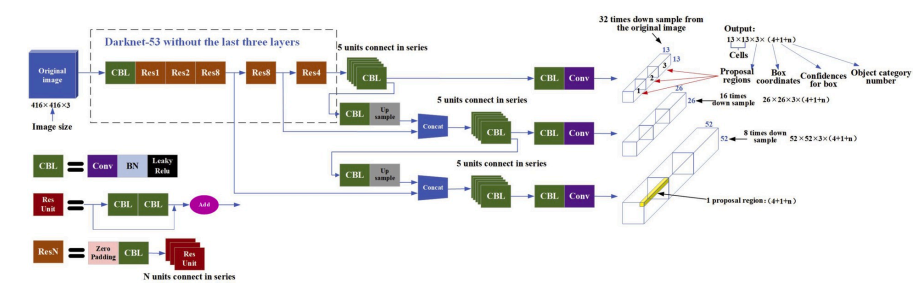 32 times down sample from
the original image
Output:
13×13×3× (4+1+n)
Cells
Darknet-53 without the last three layers
5 units connect in series
Original
image
CBL Res1 Res2 Res8 Res8 Res4 CBL CBL Conv
13
13
3
2
1
Proposal
regions
Box
coordinates
Confidences
for box
Object category
number
416×416×3
Image size
CBL Up
sample
Concat
5 units connect in series
CBL CBL Conv
26
26
16 times
down sample
26×26×3×(4+1+n)
CBL Up
sample
Concat
5 units connect in series
CBL CBL Conv
52
52
8 times down
sample
52×52×3×(4+1+n)
1 proposal region: (4+1+n)
CBL = Conv BN Leaky
Relu
Res
Unit = CBL CBL Add
ResN = Zero
Padding CBL Res
Unit
N units connect in series